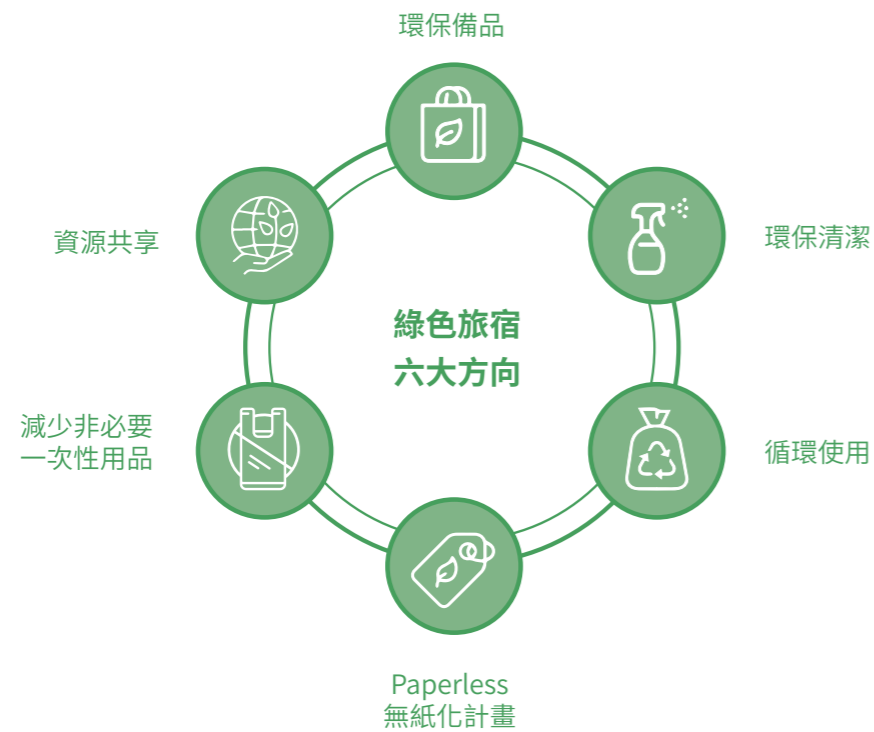 環保備品
環保清潔
循環使用
Paperless
無紙化計畫
減少非必要
一次性用品
資源共享
綠色旅宿
六大方向